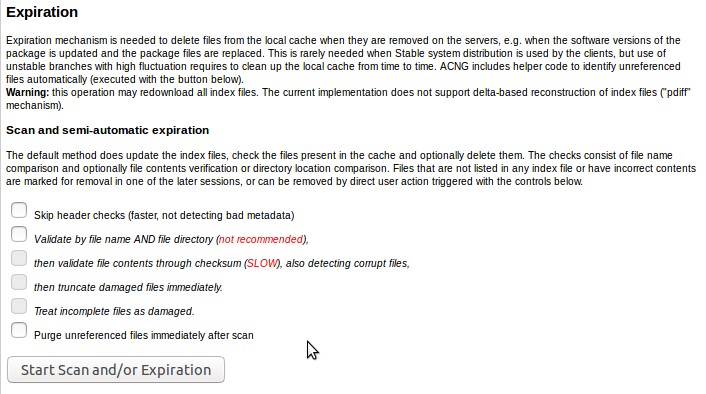 Expiration
Expiration mechanism is needed to delete files from the local cache when they are removed on the servers, e.g. when the software versions of the
package is updated and the package files are replaced. This is rarely needed when Stable system distribution is used by the clients, but use of
unstable branches with high fluctuation requires to clean up the local cache from time to time. ACNG includes helper code to identify unreferenced
files automatically (executed with the button below).
Warning: this operation may redownload all index files. The current implementation does not support delta-based reconstruction of index files ("pdiff"
mechanism).
Scan and semi-automatic expiration
The default method does update the index files, check the files present in the cache and optionally delete them. The checks consist of file name
comparison and optionally file contents verification or directory location comparison. Files that are not listed in any index file or have incorrect contents
are marked for removal in one of the later sessions, or can be removed by direct user action triggered with the controls below.
Skip header checks (faster, not detecting bad metadata)
Validate by file name AND file directory (not recommended),
then validate file contents through checksum (SLOW), also detecting corrupt files,
then truncate damaged files immediately.
Treat incomplete files as damaged.
Purge unreferenced files immediately after scan
Start Scan and/or Expiration